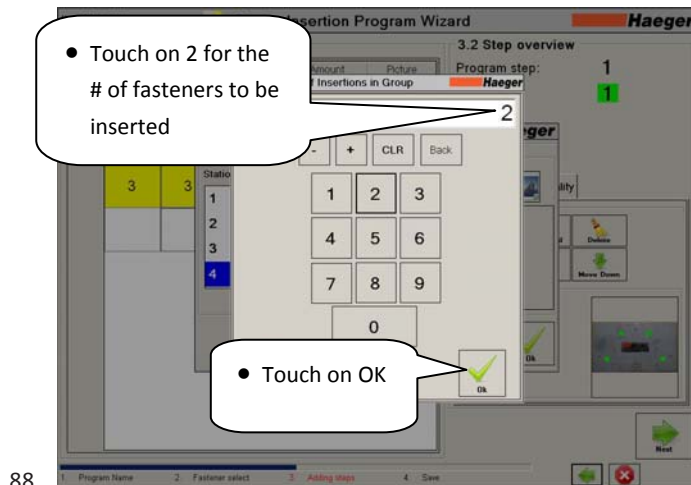 Insertion Program Wizard
Haeger
• Touch on 2 for the
# of fasteners to be
inserted
3.2 Step overview
Program step:
1
1
Amount
Picture
f Insertions in Group
Haeger
2
- + CLR Back
eger
3 3
Statio
1
2
3
4
1 2 3
4 5 6
7 8 9
0
ility
Delete
Move Down
Ok
• Touch on OK
Ok
Next
88
1 Program Name 2 Fastener select 3 Adding steps 4 Save